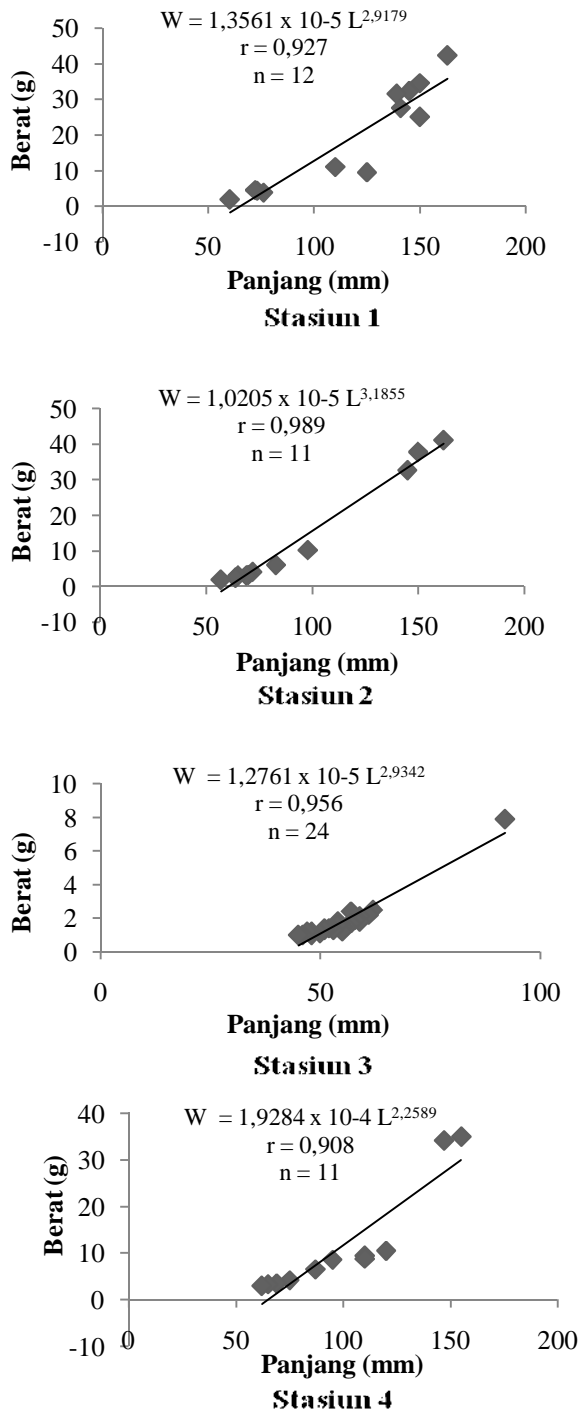 W = 1,3561 x 10-5 L2,9179
r = 0,927
n = 12
50
40
30
20
10
0
-10
0
50
100
150
200
Berat (g)
Panjang (mm)
Stasiun 1
W = 1,0205 x 10-5 L3,1855
r = 0,989
n = 11
50
40
30
20
10
0
-10
0
50
100
150
200
Berat (g)
Panjang (mm)
Stasiun 2
W = 1,2761 x 10-5 L2,9342
r = 0,956
n = 24
10
8
6
4
2
0
0
50
100
Berat (g)
Panjang (mm)
Stasiun 3
W = 1,9284 x 10-4 L2,2589
r = 0,908
n = 11
40
30
20
10
0
-10
0
50
100
150
200
Berat (g)
Panjang (mm)
Stasiun 4